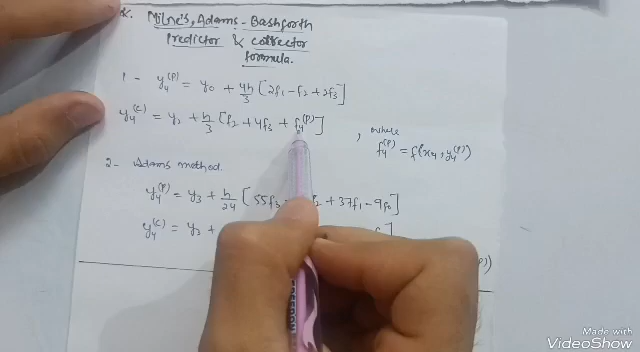 Milne's, Adams - Bashforth
Predictor & corrector
formula.
1 - y₄⁽ᵖ⁾ = y₀ + 4h/3 [2f₁ - f₂ + 2f₃]
y₄⁽ᶜ⁾ = y₂ + h/3 [f₂ + 4f₃ + f₄⁽ᵖ⁾] , where
f₄⁽ᵖ⁾ = f(x₄, y₄⁽ᵖ⁾)
2 - Adams method.
y₄⁽ᵖ⁾ = y₃ + h/24 [55f₃ - f₂ + 37f₁ - 9f₀]
y₄⁽ᶜ⁾ = y₃ +
Made with
VideoShow